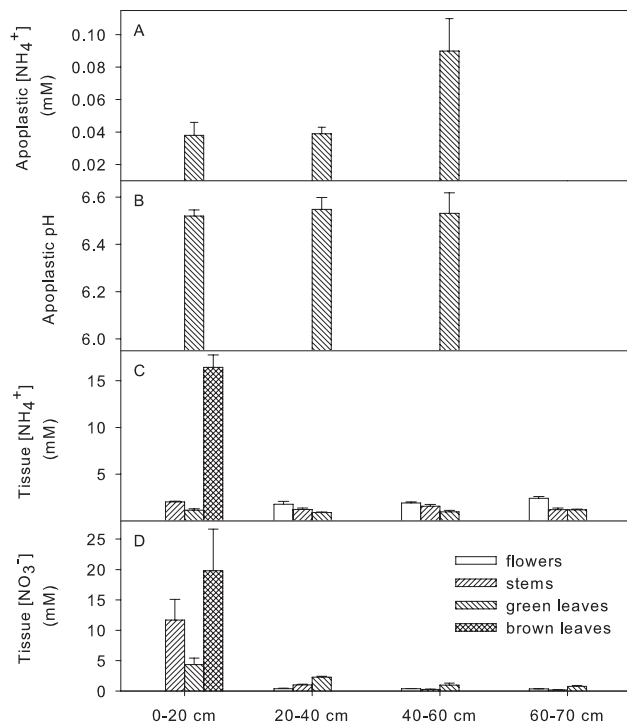 A
Apoplastic [NH4+]
(mM)
0.10
0.08
0.06
0.04
0.02
B
Apoplastic pH
6.6
6.4
6.2
6.0
C
Tissue [NH4+]
(mM)
15
10
5
D
Tissue [NO3-]
(mM)
25
20
15
10
5
0
flowers
stems
green leaves
brown leaves
0-20 cm
20-40 cm
40-60 cm
60-70 cm